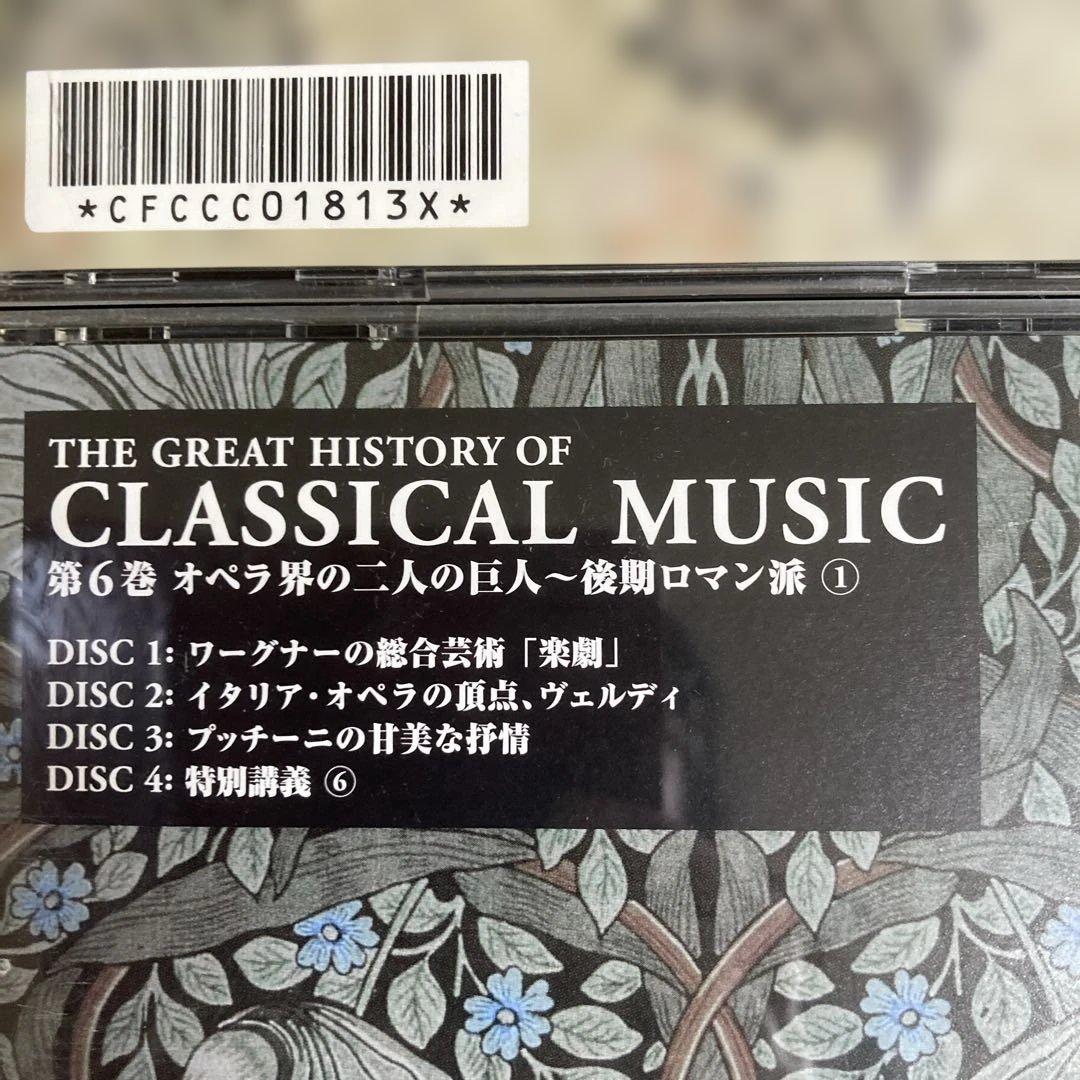 *CFCCC01813X*
THE GREAT HISTORY OF
CLASSICAL MUSIC
第6巻 オペラ界の二人の巨人〜後期ロマン派 ①
DISC 1: ワーグナーの総合芸術「楽劇」
DISC 2: イタリア・オペラの頂点、ヴェルディ
DISC 3: プッチーニの甘美な抒情
DISC 4: 特別講義 ⑥